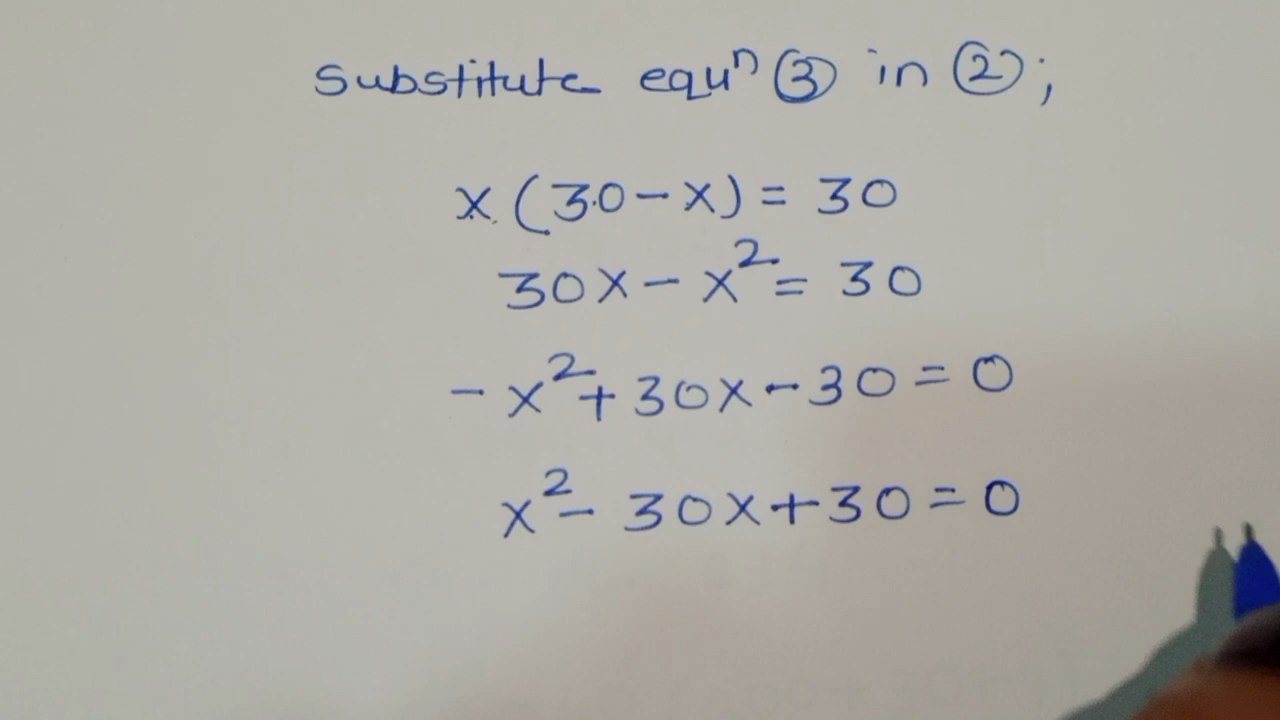 Substitute equⁿ ③ in ②;
x(30-x) = 30
30x - x² = 30
- x² + 30x - 30 = 0
x² - 30x + 30 = 0